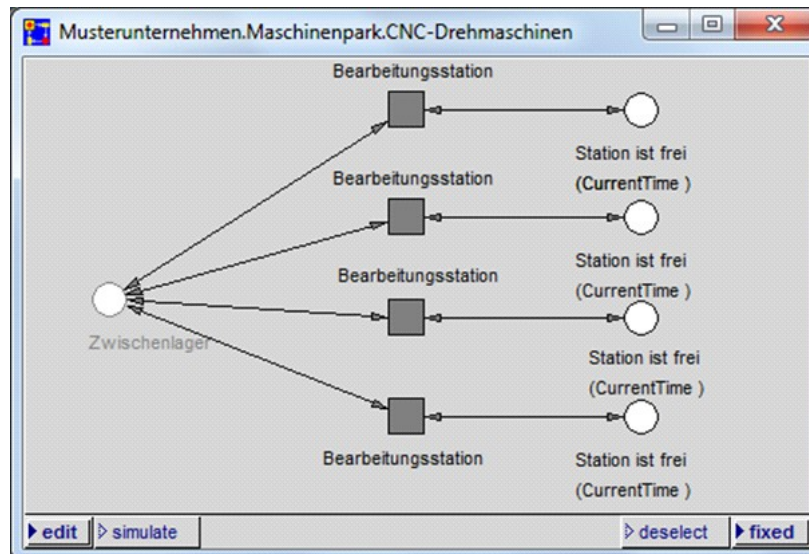 Musterunternehmen.Maschinenpark.CNC-Drehmaschinen
Bearbeitungsstation
Station ist frei
(CurrentTime )
Bearbeitungsstation
Station ist frei
(CurrentTime )
Bearbeitungsstation
Zwischenlager
Station ist frei
(CurrentTime )
Bearbeitungsstation
Station ist frei
(CurrentTime )
edit
simulate
deselect
fixed